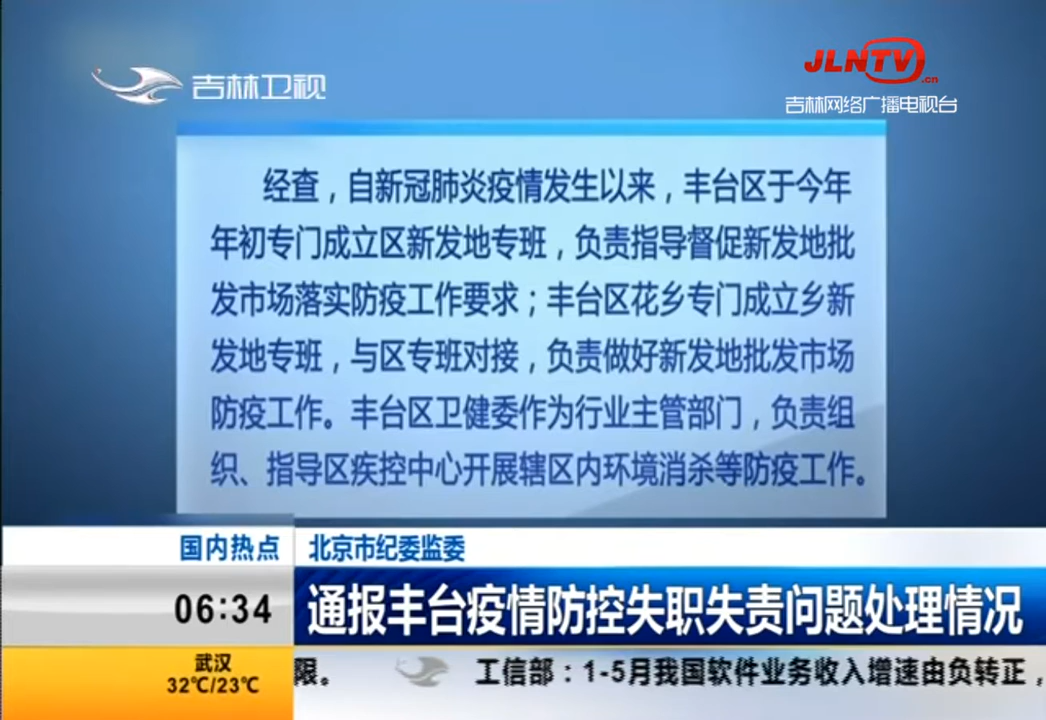 吉林卫视
JLNTV.cn
吉林网络广播电视台
经查，自新冠肺炎疫情发生以来，丰台区于今年
年初专门成立区新发地专班，负责指导督促新发地批
发市场落实防疫工作要求；丰台区花乡专门成立乡新
发地专班，与区专班对接，负责做好新发地批发市场
防疫工作。丰台区卫健委作为行业主管部门，负责组
织、指导区疾控中心开展辖区内环境消杀等防疫工作。
国内热点
北京市纪委监委
06:34
通报丰台疫情防控失职失责问题处理情况
武汉
32℃/23℃
限。 工信部：1-5月我国软件业务收入增速由负转正，